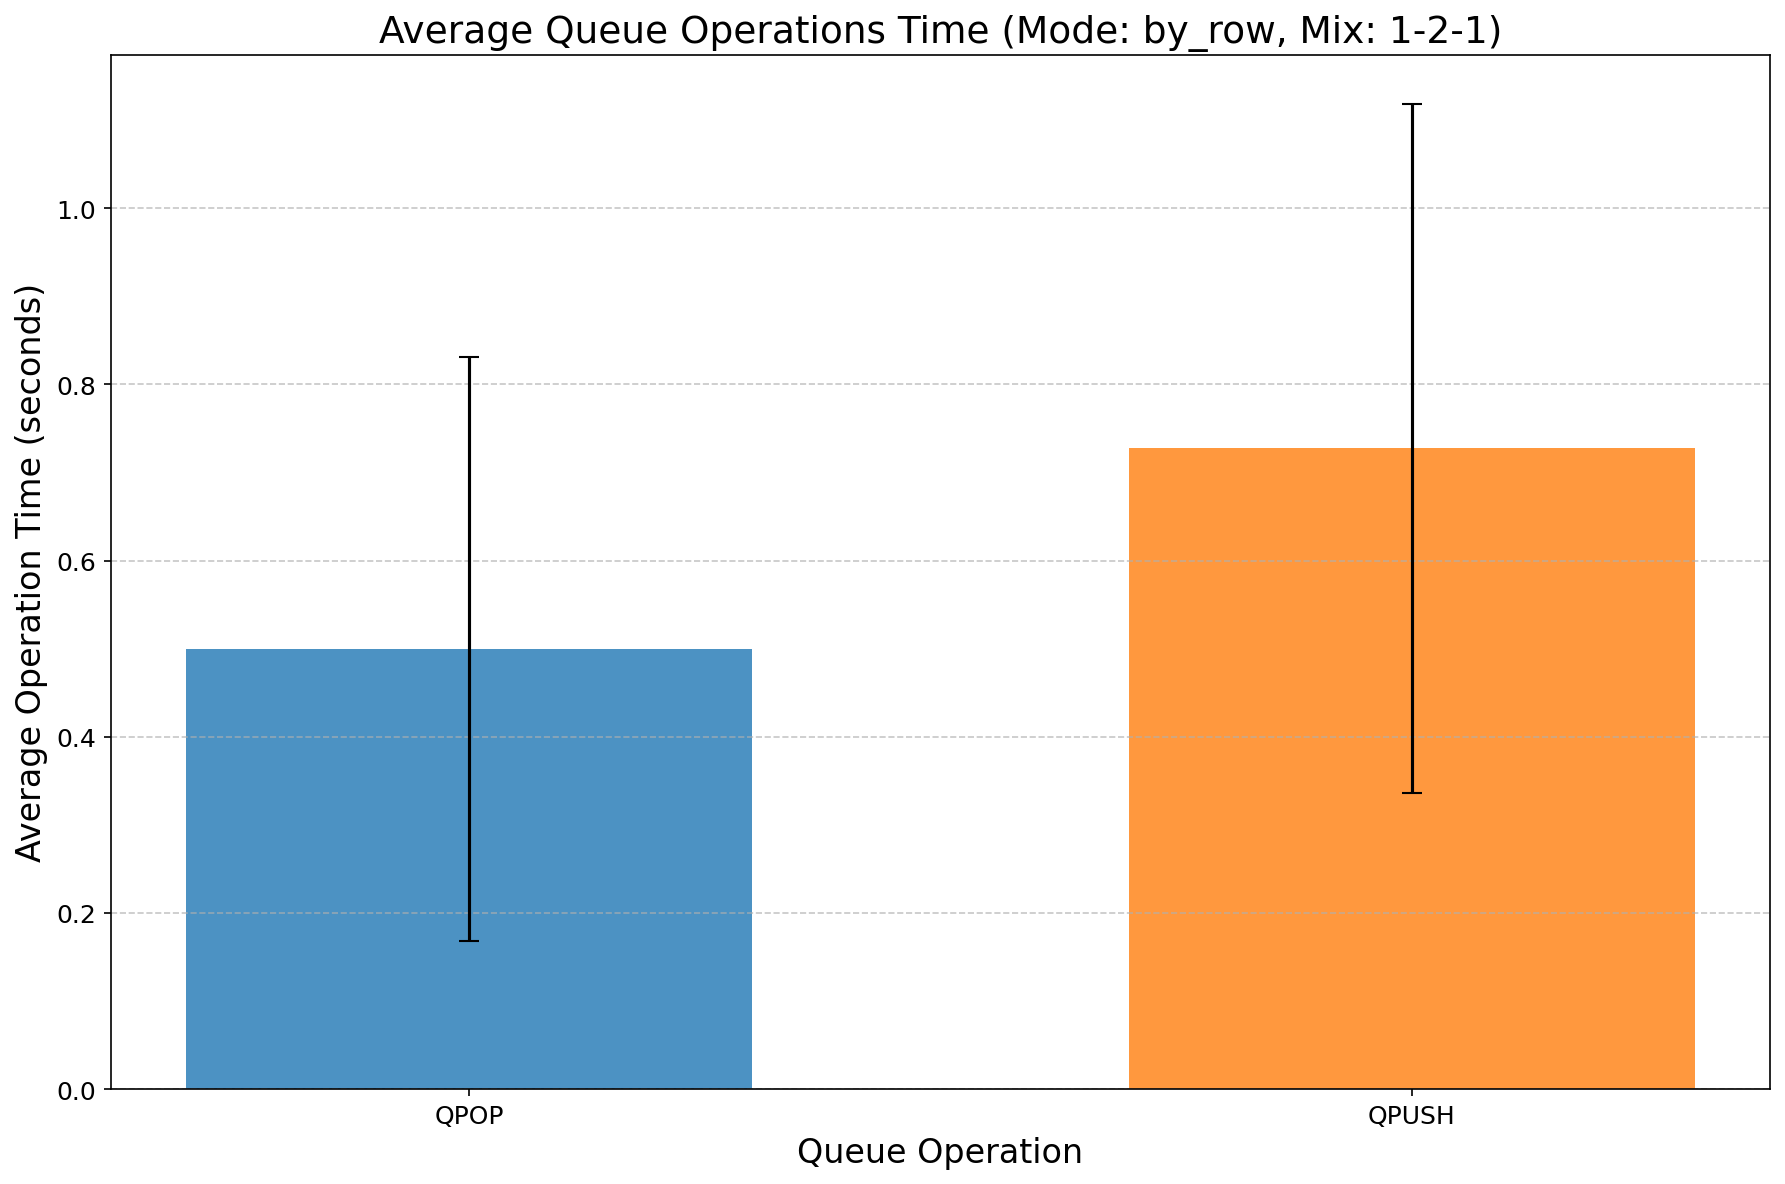 Average Queue Operations Time (Mode: by_row, Mix: 1-2-1)
Average Operation Time (seconds)
1.0
0.8
0.6
0.4
0.2
0.0
QPOP
QPUSH
Queue Operation